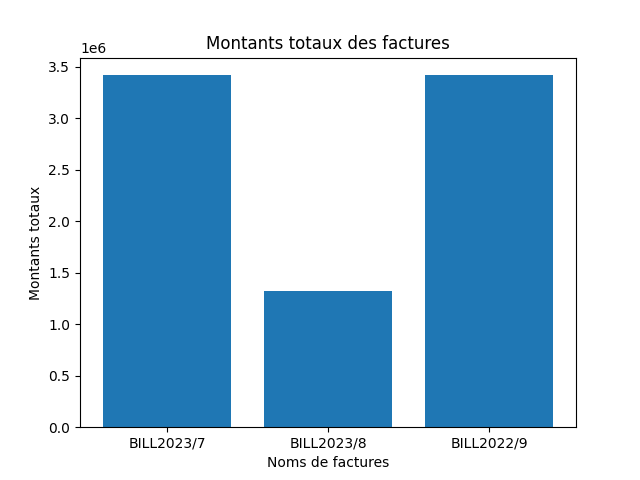 Montants totaux des factures
1e6
3.5
3.0
2.5
2.0
1.5
1.0
0.5
0.0
Montants totaux
BILL2023/7 BILL2023/8 BILL2022/9
Noms de factures